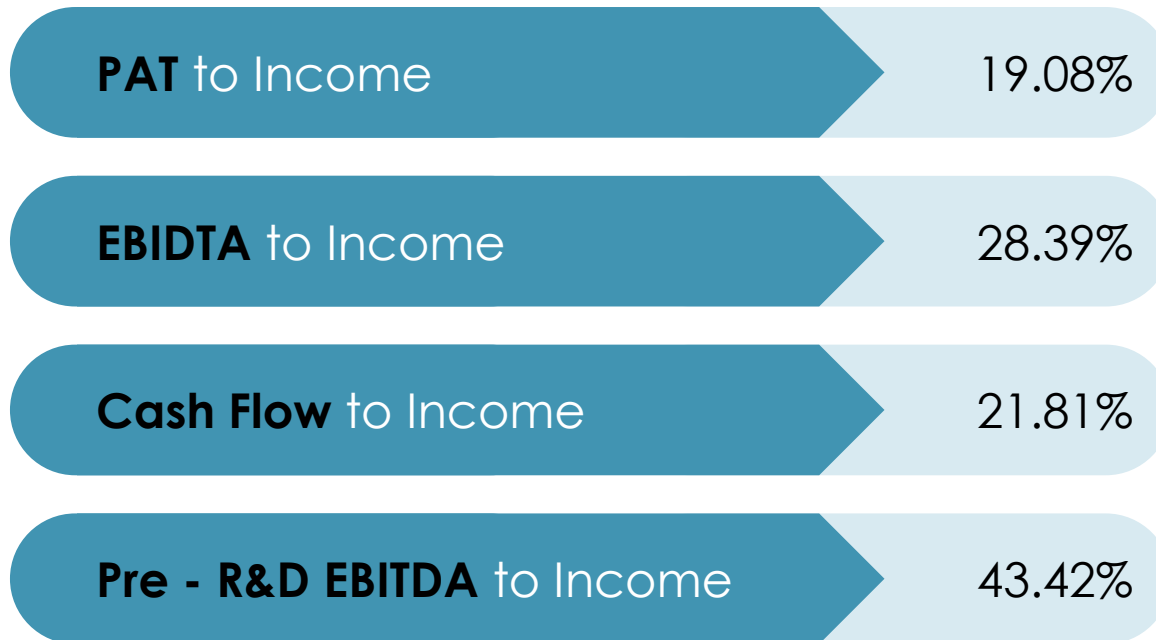 PAT to Income 19.08%
EBIDTA to Income 28.39%
Cash Flow to Income 21.81%
Pre - R&D EBITDA to Income 43.42%